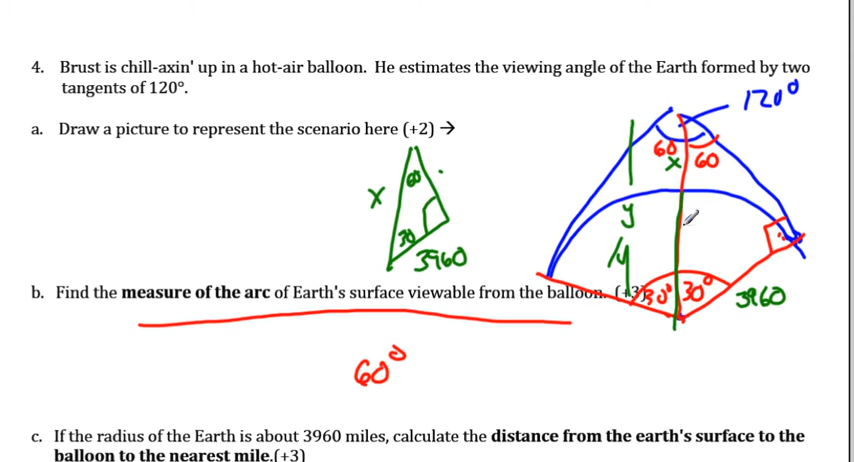 4. Brust is chill-axin' up in a hot-air balloon. He estimates the viewing angle of the Earth formed by two
tangents of 120°.
120°
a. Draw a picture to represent the scenario here (+2) →
60
60
x
60
x
y
30
3960
b. Find the measure of the arc of Earth's surface viewable from the balloon. (+3)
30°
30°
3960
60°
c. If the radius of the Earth is about 3960 miles, calculate the distance from the earth's surface to the
balloon to the nearest mile.(+3)